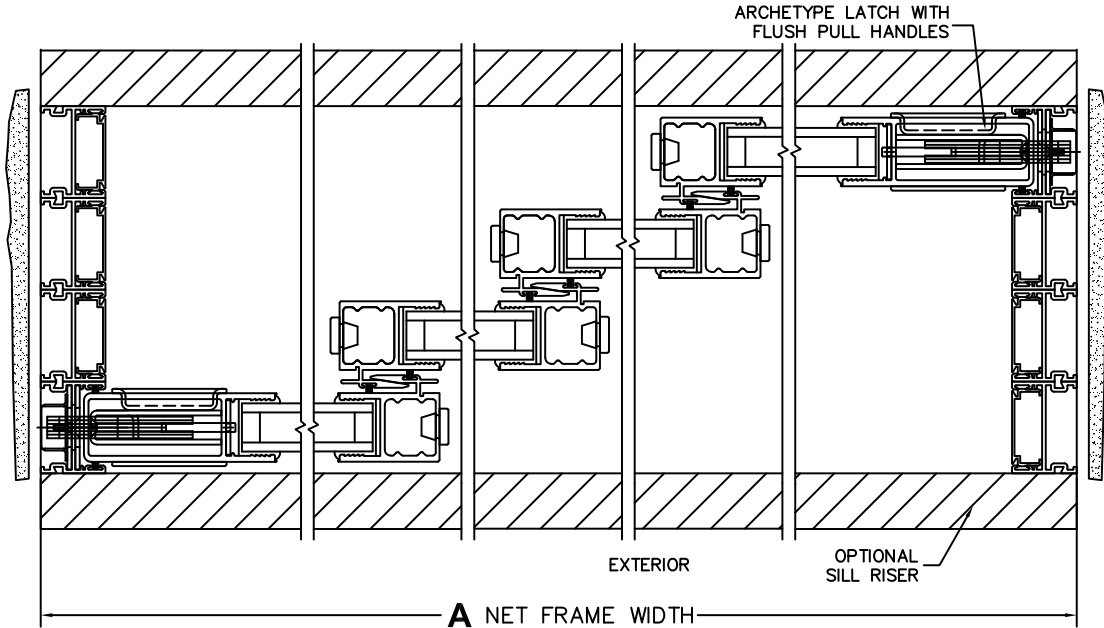 ARCHETYPE LATCH WITH
FLUSH PULL HANDLES
EXTERIOR
OPTIONAL
SILL RISER
A NET FRAME WIDTH